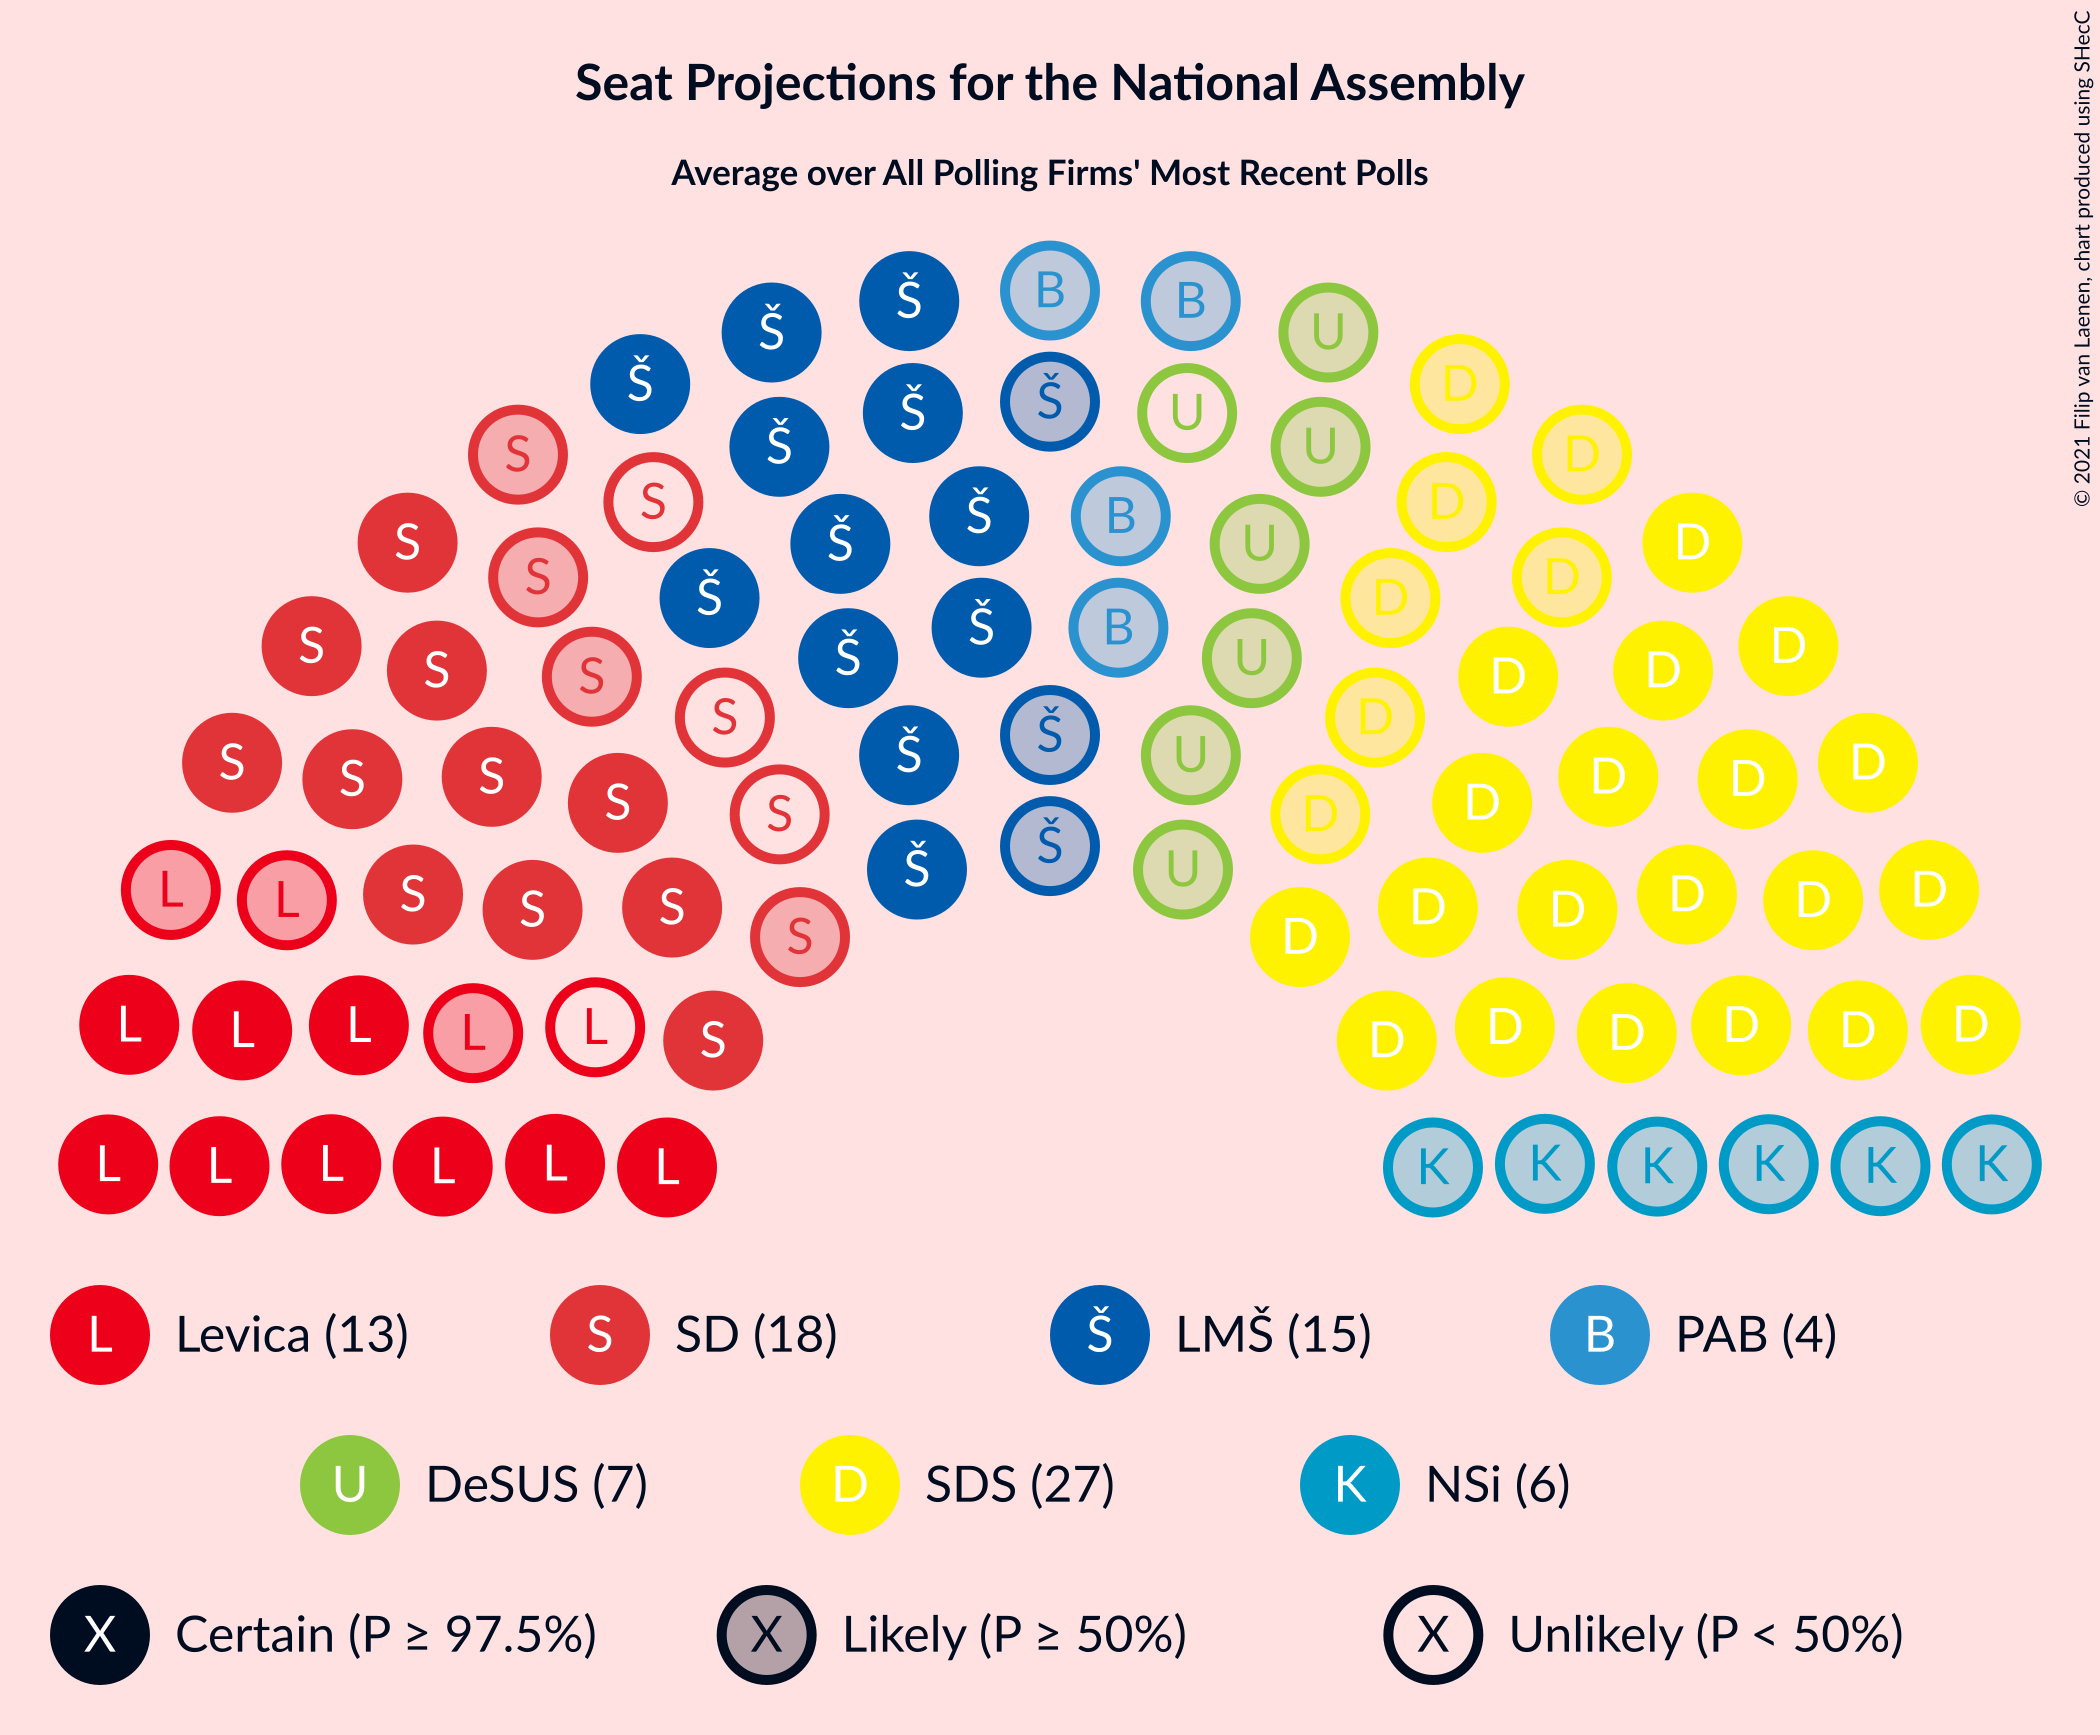 Seat Projections for the National Assembly
Average over All Polling Firms' Most Recent Polls
© 2021 Filip van Laenen, chart produced using SHecC
Š B B
Š U
Š D
Š Š U
S Š U D
S Š B D
S Š U D
S Š D D
S Š Š B U D
S S D D
S Š D
S S S Š U D D D
S S D D
Š Š U
L L S S S S D D D D D D
L L L L L S D D D D D D
L L L L L L K K K K K K
L Levica (13) S SD (18) Š LMŠ (15) B PAB (4)
U DeSUS (7) D SDS (27) K NSi (6)
X Certain (P ≥ 97.5%) X Likely (P ≥ 50%) X Unlikely (P < 50%)